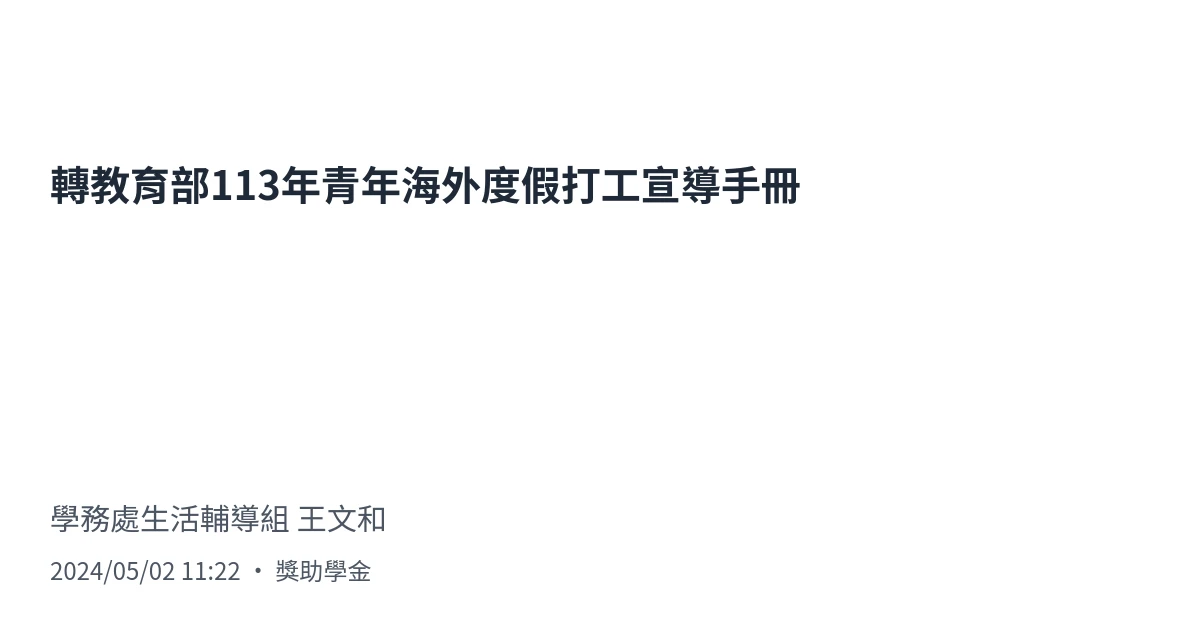 轉教育部113年青年海外度假打工宣導手冊
學務處生活輔導組 王文和
2024/05/02 11:22 • 獎助學金